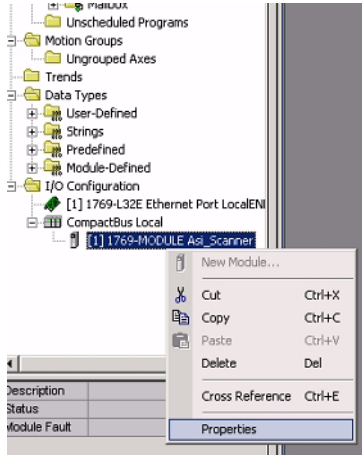 MailBox
Unscheduled Programs
Motion Groups
Ungrouped Axes
Trends
Data Types
User-Defined
Strings
Predefined
Module-Defined
I/O Configuration
[1] 1769-L32E Ethernet Port LocalEN
CompactBus Local
[1] 1769-MODULE Asi_Scanner
New Module...
Cut Ctrl+X
Copy Ctrl+C
Paste Ctrl+V
Delete Del
Cross Reference Ctrl+E
Properties
Description
Status
Module Fault